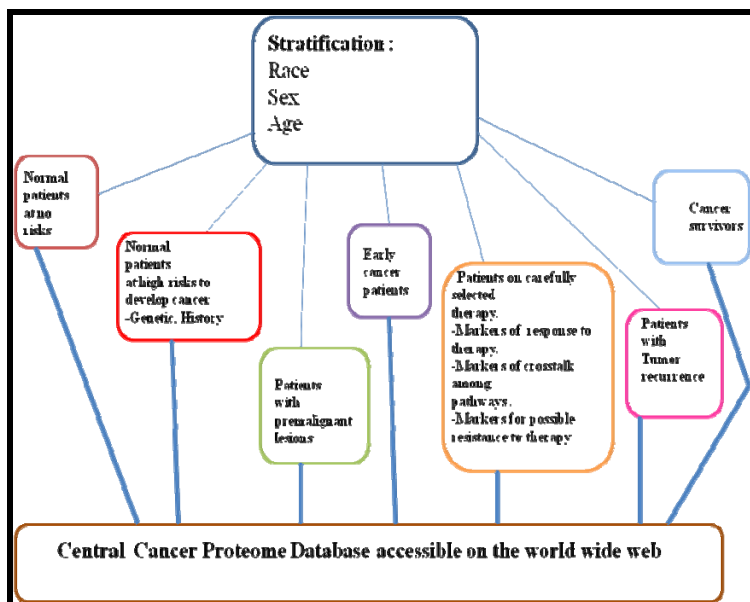 Stratification :
Race
Sex
Age
Normal
patients
at no
risks
Normal
patients
at high risks to
develop cancer
-Genetic, History
Patients
with
premalignant
lesions
Early
cancer
patients
Patients on carefully
selected
therapy.
-Markers of response to
therapy.
-Markers of crosstalk
among
pathways.
-Markers for possible
resistance to therapy
Patients
with
Tumor
recurrence
Cancer
survivors
Central Cancer Proteome Database accessible on the world wide web